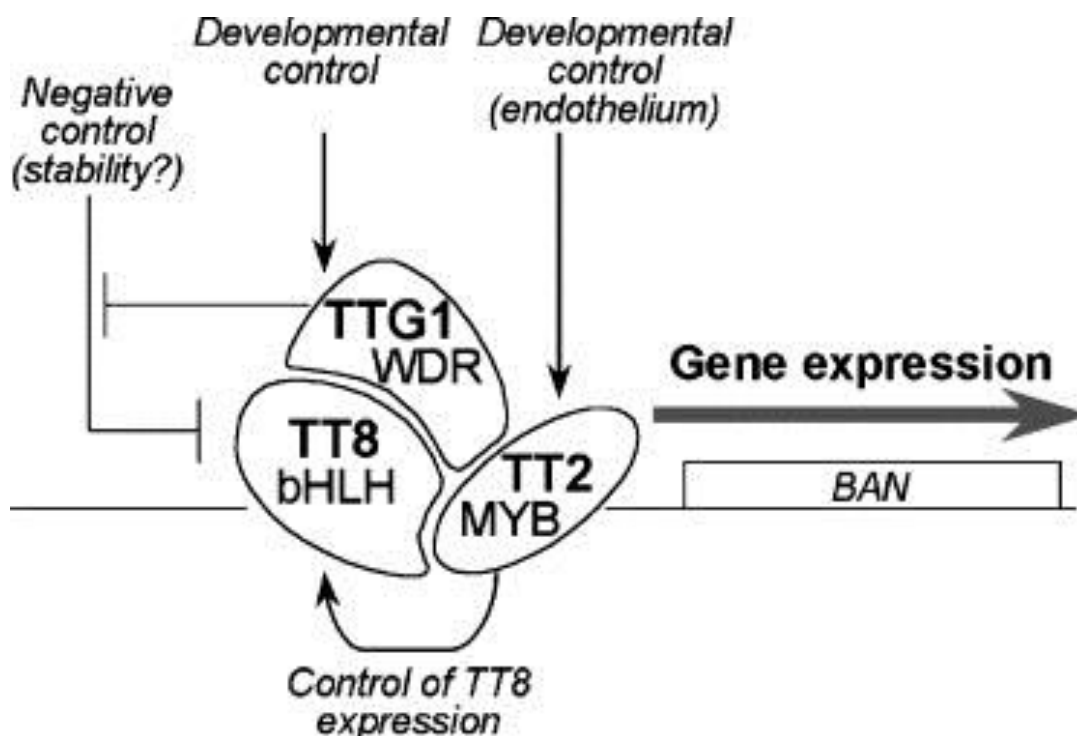 Developmental
control
Developmental
control
(endothelium)
Negative
control
(stability?)
TTG1
WDR
Gene expression
TT8
bHLH
TT2
MYB
BAN
Control of TT8
expression